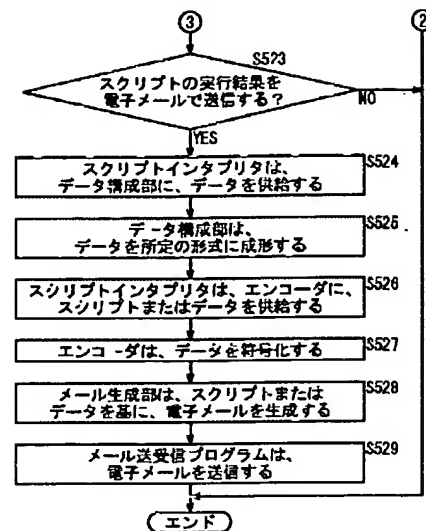 ③
②
S523
スクリプトの実行結果を
電子メールで送信する?
NO
YES
S524
スクリプトインタプリタは、
データ構成部に、データを供給する
S525
データ構成部は、
データを所定の形式に成形する
S526
スクリプトインタプリタは、エンコーダに、
スクリプトまたはデータを供給する
S527
エンコーダは、データを符号化する
S528
メール生成部は、スクリプトまたは
データを基に、電子メールを生成する
S529
メール送受信プログラムは、
電子メールを送信する
エンド